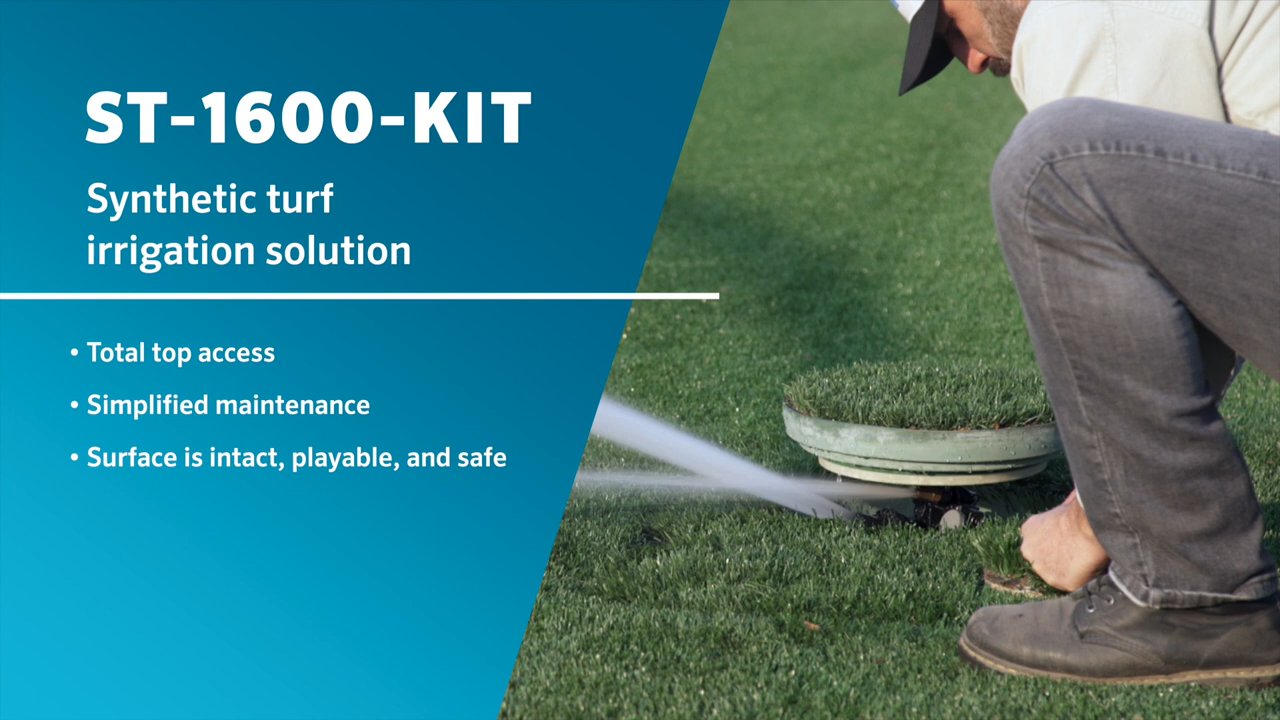 ST-1600-KIT
Synthetic turf
irrigation solution
• Total top access
• Simplified maintenance
• Surface is intact, playable, and safe